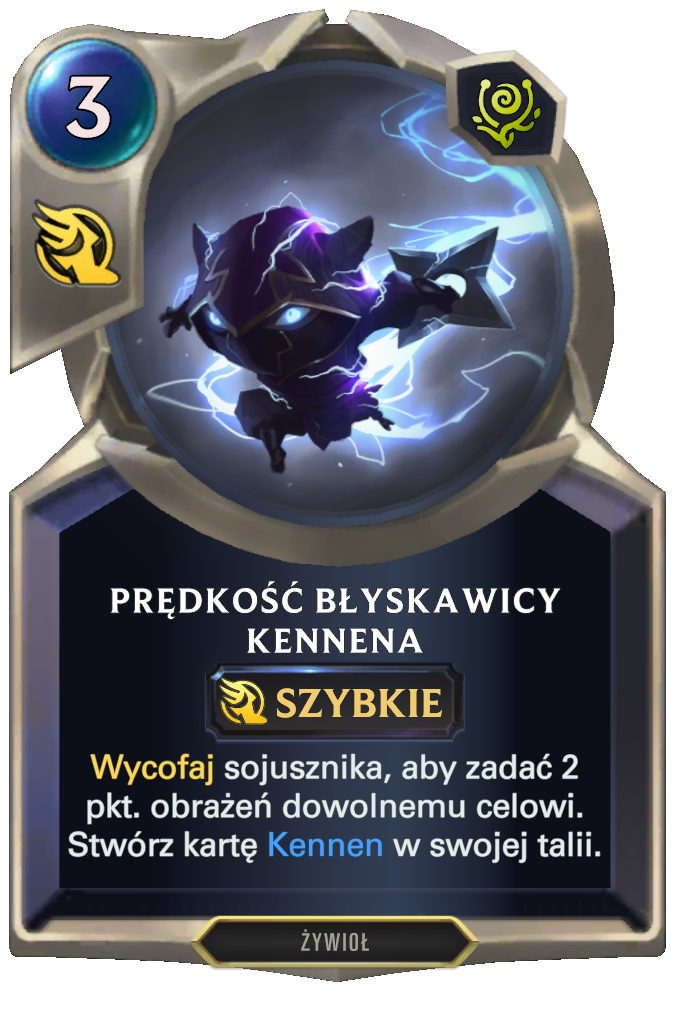 3
PRĘDKOŚĆ BŁYSKAWICY
KENNENA
SZYBKIE
Wycofaj sojusznika, aby zadać 2
pkt. obrażeń dowolnemu celowi.
Stwórz kartę Kennen w swojej talii.
ŻYWIOŁ